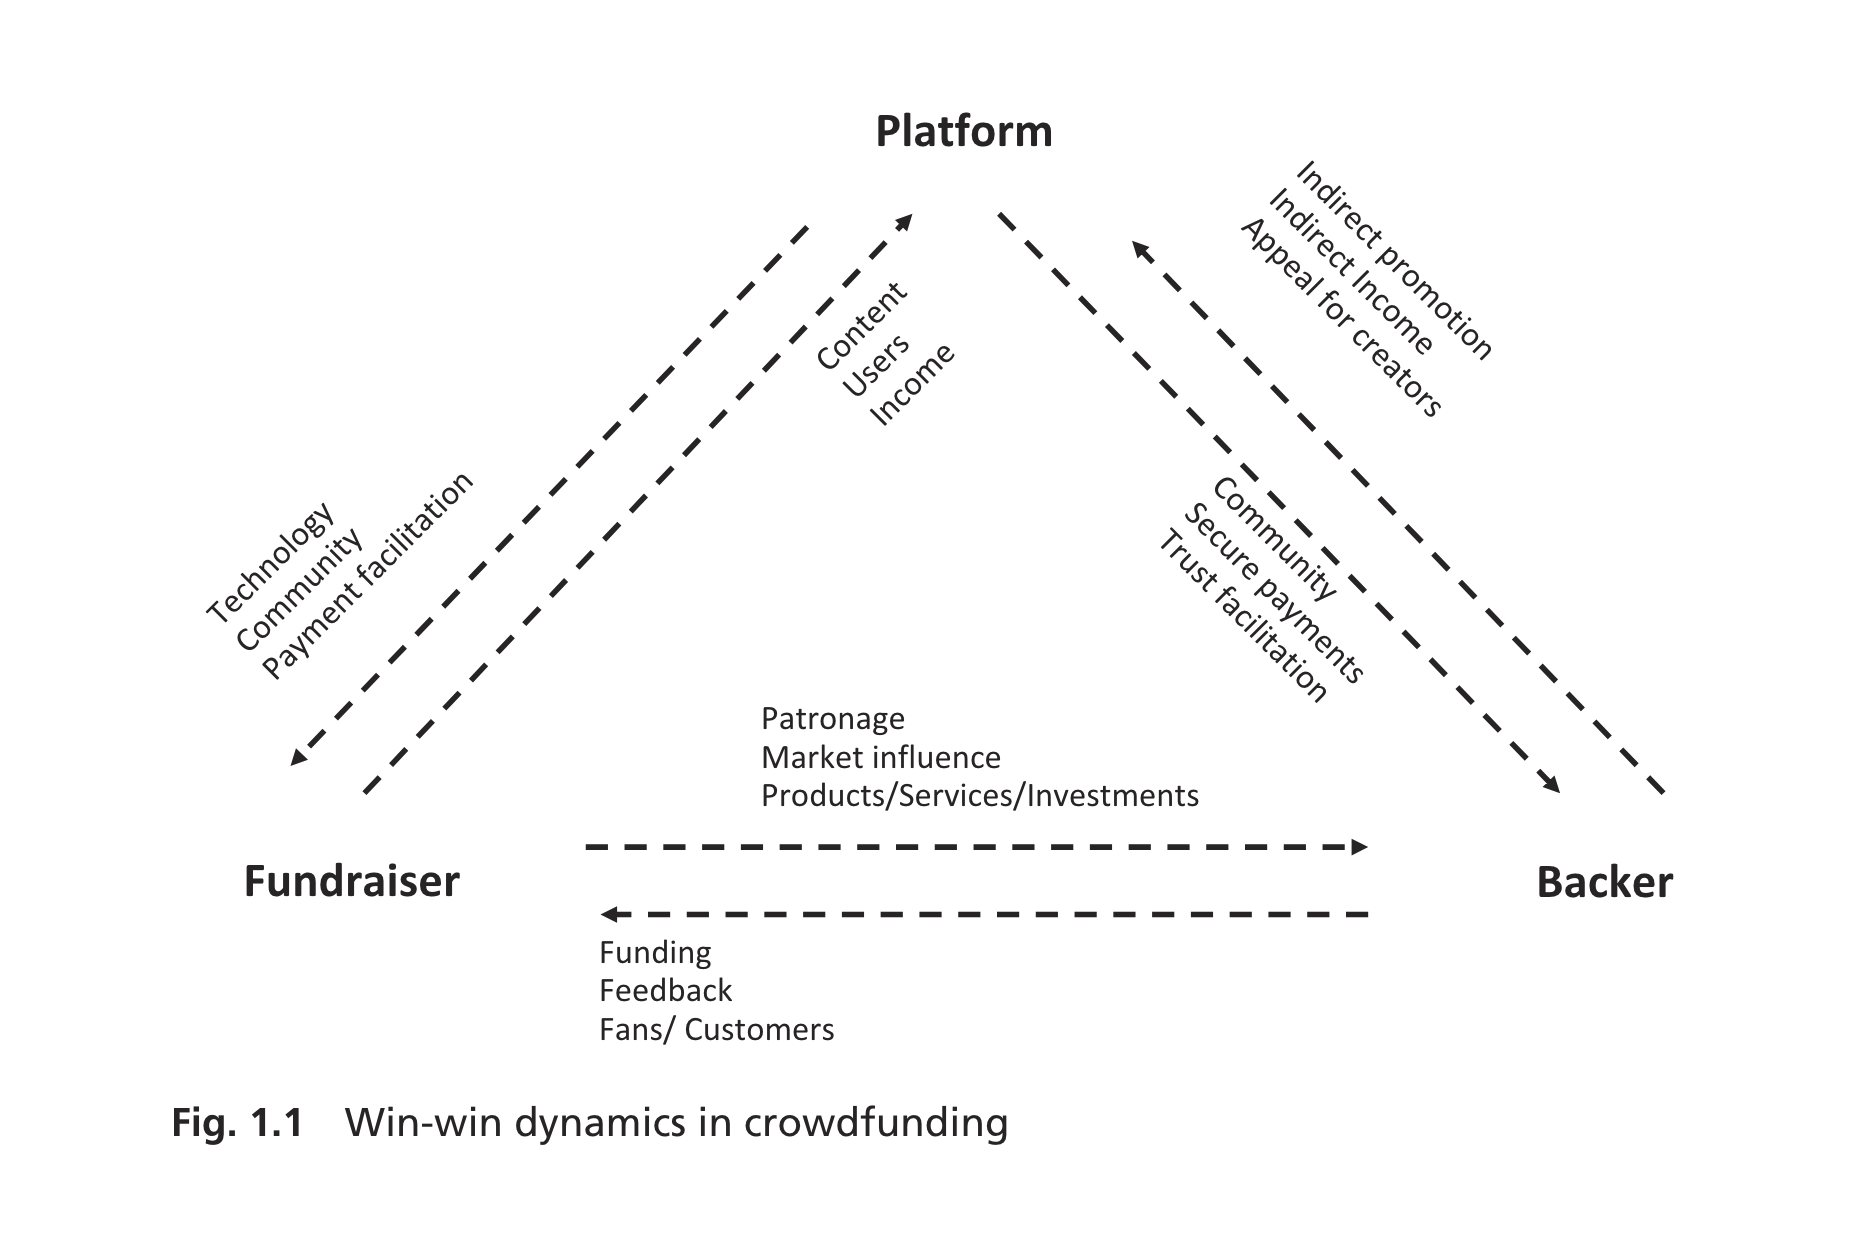 Platform
Indirect promotion
Indirect Income
Appeal for creators
Content
Users
Income
Technology
Community
Payment facilitation
Community
Secure payments
Trust facilitation
Patronage
Market influence
Products/Services/Investments
Fundraiser
Backer
Funding
Feedback
Fans/ Customers
Fig. 1.1 Win-win dynamics in crowdfunding